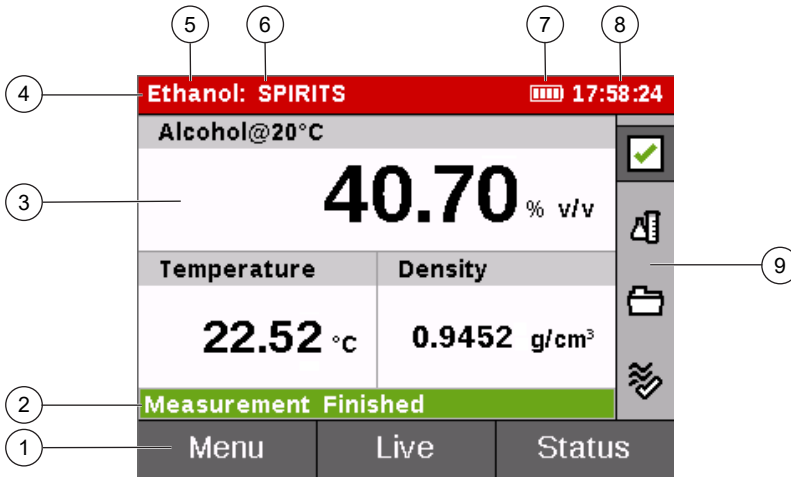 5 6 7 8
4 Ethanol: SPIRITS 17:58:24
Alcohol@20°C
3 40.70 % v/v
9
Temperature Density
22.52 °C 0.9452 g/cm³
2 Measurement Finished
1 Menu Live Status